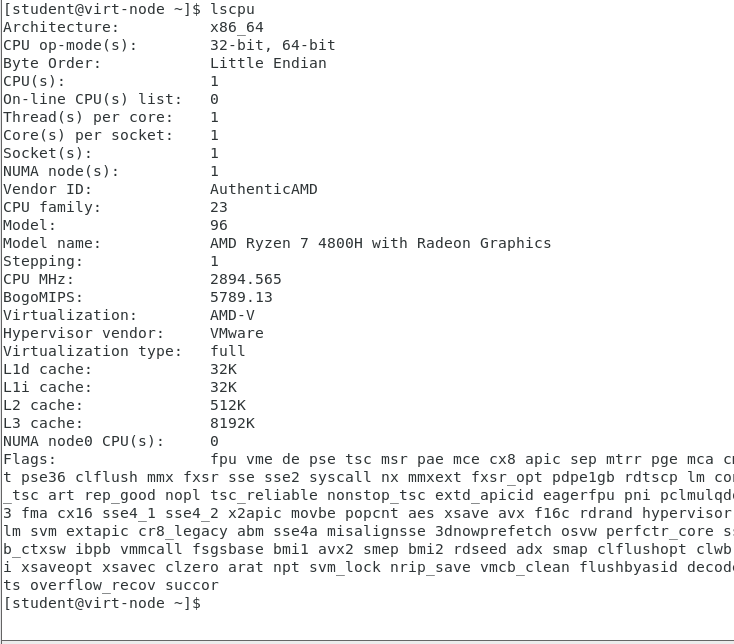 [student@virt-node ~]$ lscpu
Architecture:          x86_64
CPU op-mode(s):        32-bit, 64-bit
Byte Order:            Little Endian
CPU(s):                1
On-line CPU(s) list:   0
Thread(s) per core:    1
Core(s) per socket:    1
Socket(s):             1
NUMA node(s):          1
Vendor ID:             AuthenticAMD
CPU family:            23
Model:                 96
Model name:            AMD Ryzen 7 4800H with Radeon Graphics
Stepping:              1
CPU MHz:               2894.565
BogoMIPS:              5789.13
Virtualization:        AMD-V
Hypervisor vendor:     VMware
Virtualization type:   full
L1d cache:             32K
L1i cache:             32K
L2 cache:              512K
L3 cache:              8192K
NUMA node0 CPU(s):     0
Flags:                 fpu vme de pse tsc msr pae mce cx8 apic sep mtrr pge mca
t pse36 clflush mmx fxsr sse sse2 syscall nx mmxext fxsr_opt pdpe1gb rdtscp lm
_tsc art rep_good nopl tsc_reliable nonstop_tsc extd_apicid eagerfpu pni
3 fma cx16 sse4_1 sse4_2 x2apic movbe popcnt aes xsave avx f16c rdrand hypervisor
lm svm extapic cr8_legacy abm sse4a misalignsse 3dnowprefetch osvw perfctr_core
b_ctxsw ibpb vmmcall fsgsbase bmi1 avx2 smep bmi2 rdseed adx smap clflushopt clwb
i xsaveopt xsavec clzero arat npt svm_lock nrip_save vmcb_clean flushbyasid
ts overflow_recov succor
[student@virt-node ~]$